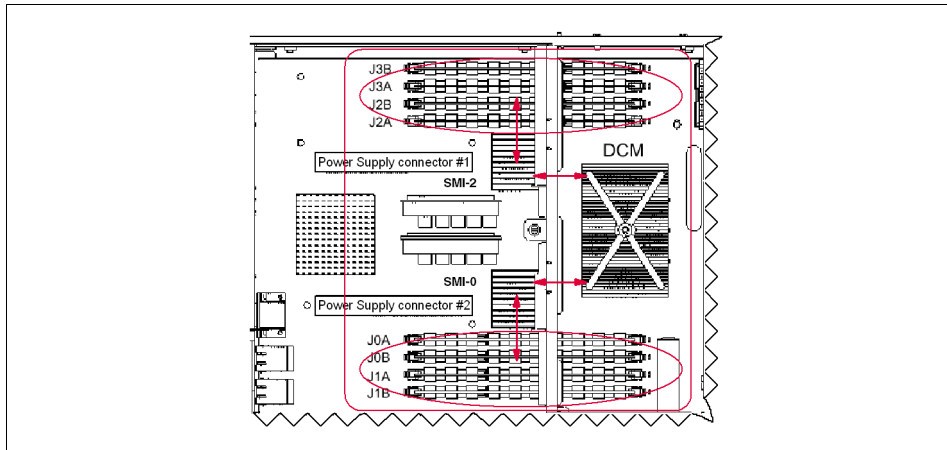 J3B
J3A
J2B
J2A
DCM
Power Supply connector #1
SMI-2
SMI-0
Power Supply connector #2
J0A
J0B
J1A
J1B